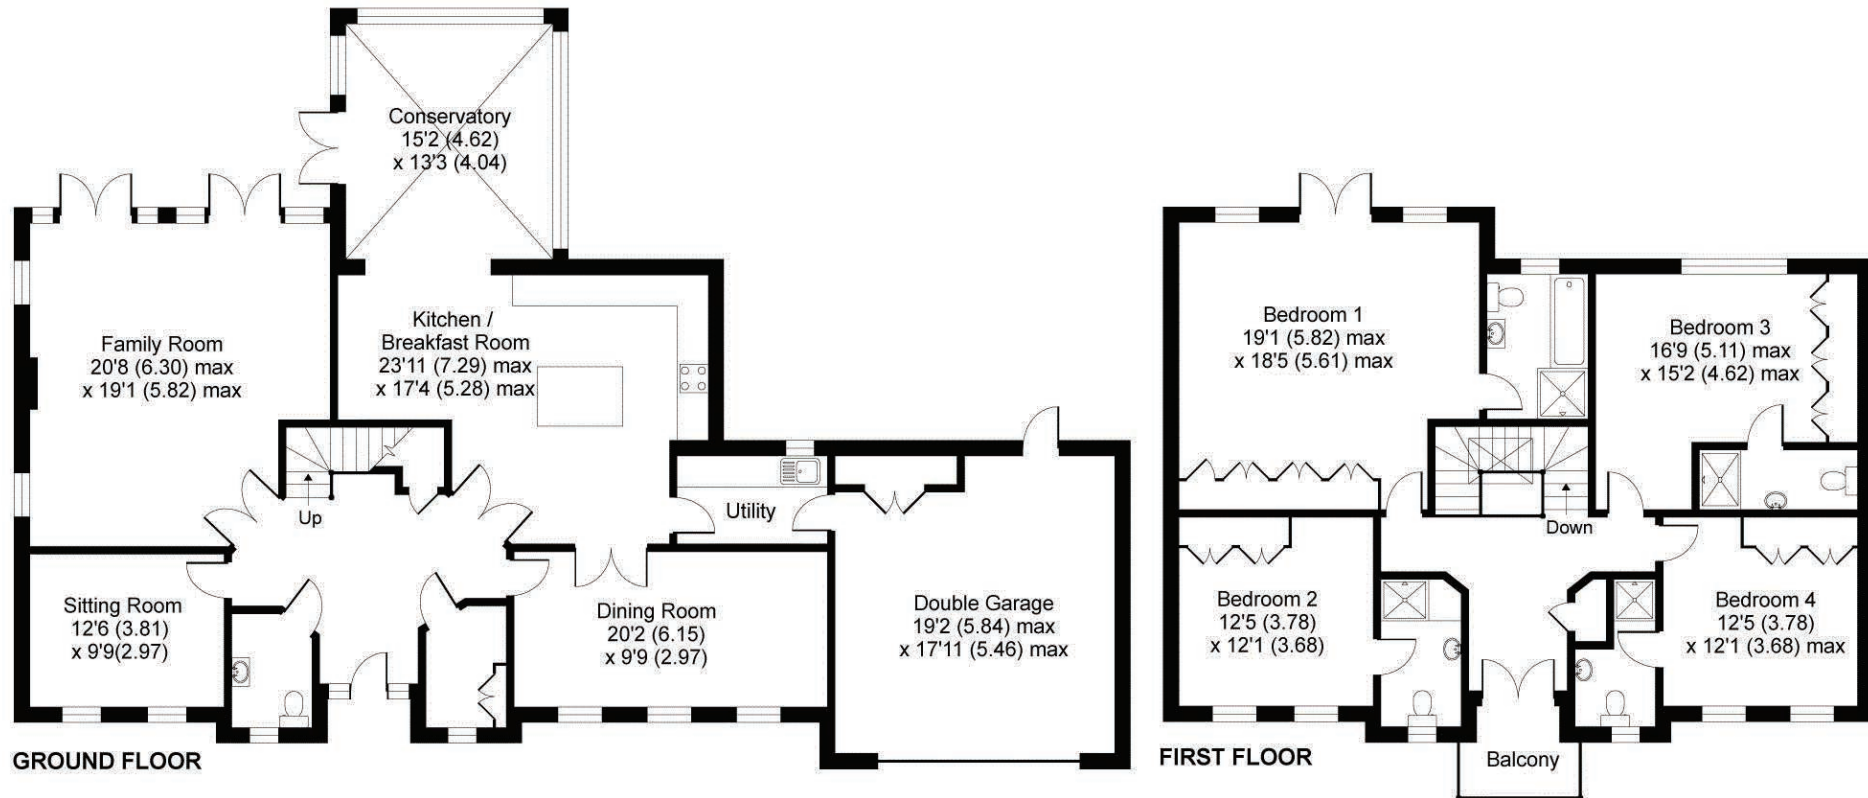 Conservatory
15'2 (4.62)
x 13'3 (4.04)
Family Room
20'8 (6.30) max
x 19'1 (5.82) max
Kitchen /
Breakfast Room
23'11 (7.29) max
x 17'4 (5.28) max
Up
Utility
Sitting Room
12'6 (3.81)
x 9'9(2.97)
Dining Room
20'2 (6.15)
x 9'9 (2.97)
Double Garage
19'2 (5.84) max
x 17'11 (5.46) max
GROUND FLOOR
Bedroom 1
19'1 (5.82) max
x 18'5 (5.61) max
Bedroom 3
16'9 (5.11) max
x 15'2 (4.62) max
Down
Bedroom 2
12'5 (3.78)
x 12'1 (3.68)
Bedroom 4
12'5 (3.78)
x 12'1 (3.68) max
Balcony
FIRST FLOOR